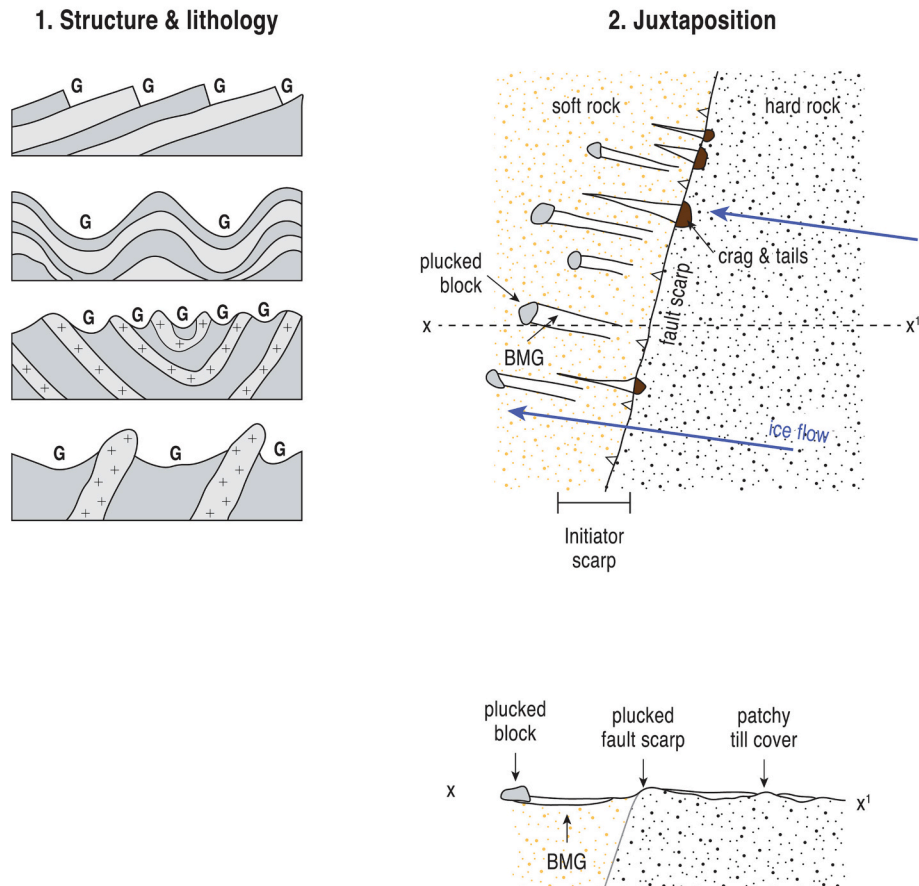 1. Structure & lithology
G G G G
G G
G G G G G
G G G
2. Juxtaposition
soft rock
hard rock
crag & tails
plucked
block
fault scarp
x
x¹
BMG
ice flow
Initiator
scarp
plucked
block
plucked
fault scarp
patchy
till cover
x
x¹
BMG